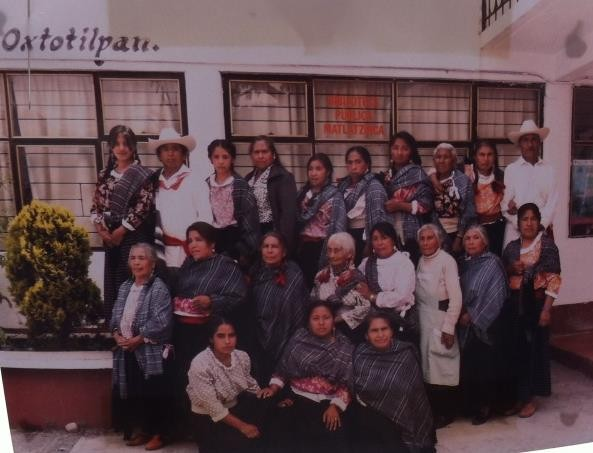 Oxtotilpan.
BIBLIOTECA
PUBLICA
MATLATZINCA